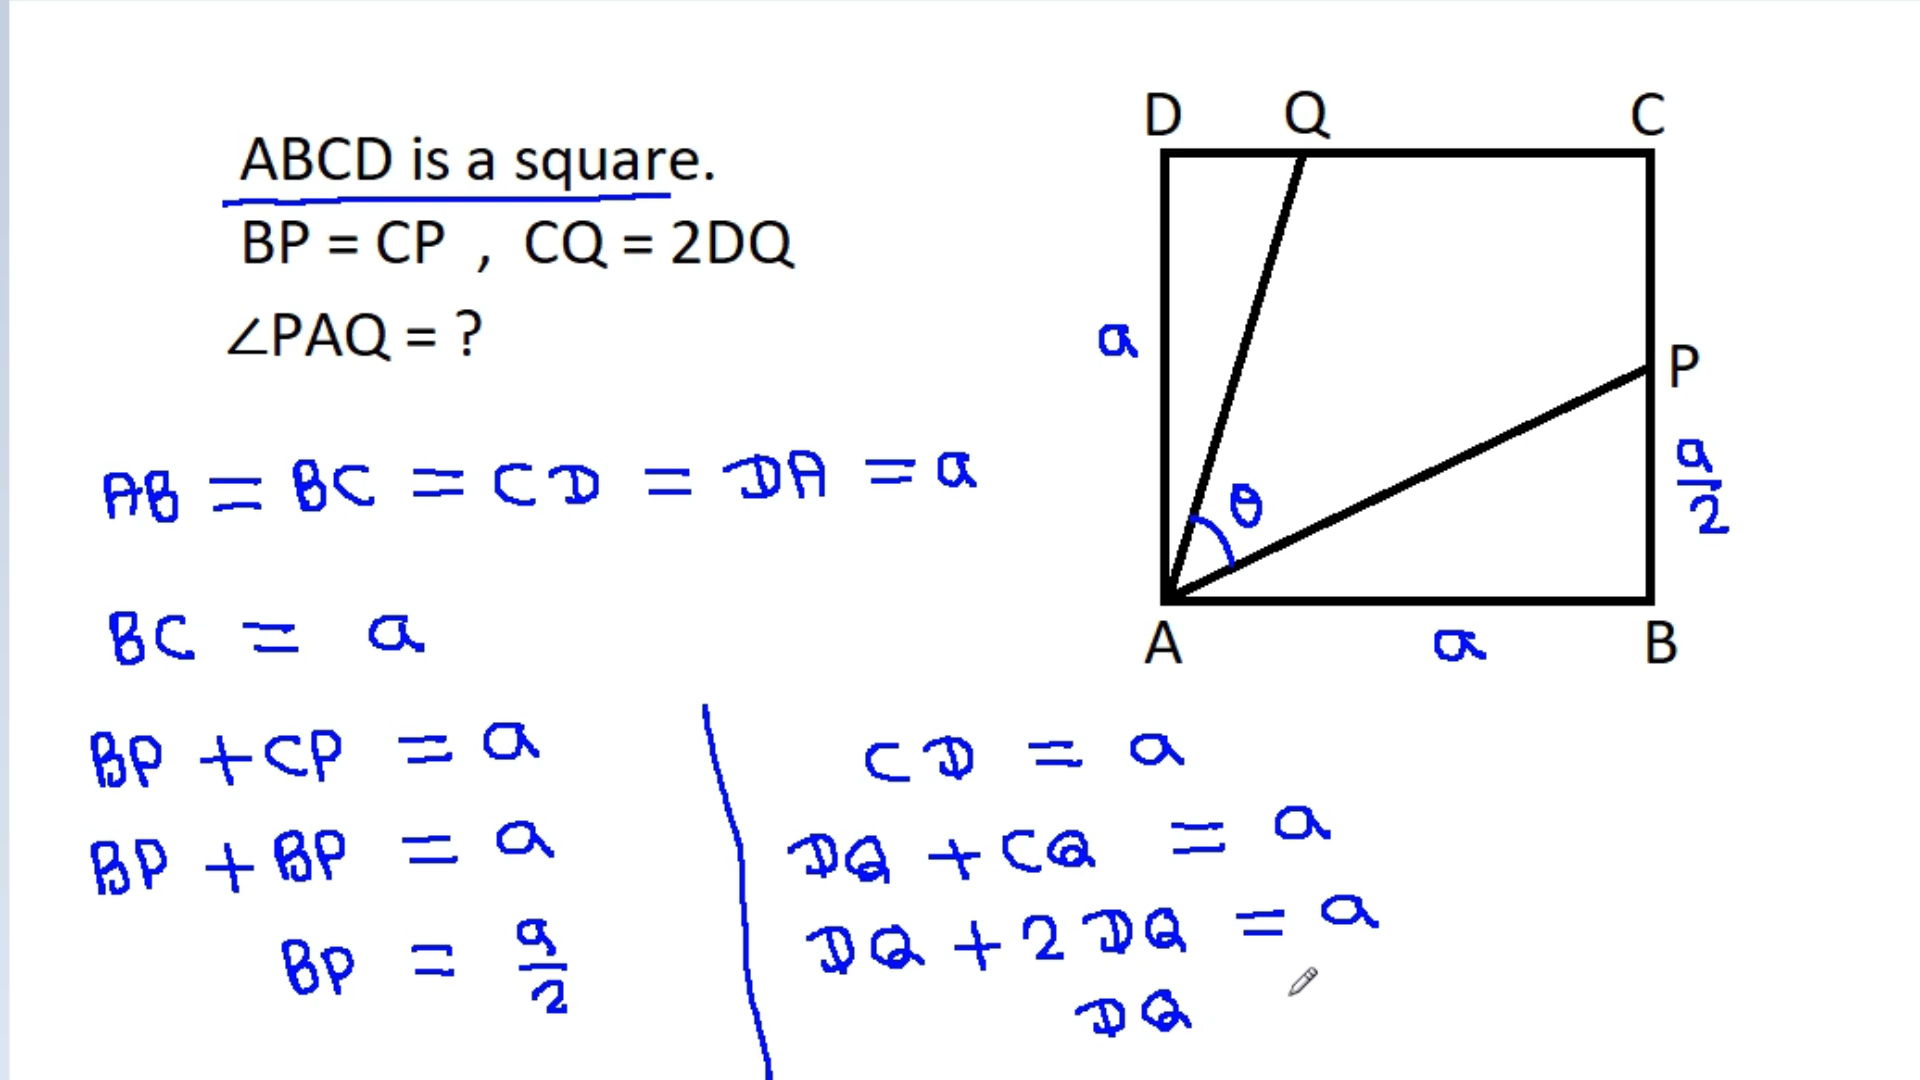 ABCD is a square.
BP = CP , CQ = 2DQ
∠PAQ = ?
D Q C
a
P
a/2
θ
A a B
AB = BC = CD = DA = a
BC = a
BP + CP = a
BP + BP = a
BP = a/2
CD = a
DQ + CQ = a
DQ + 2DQ = a
DQ